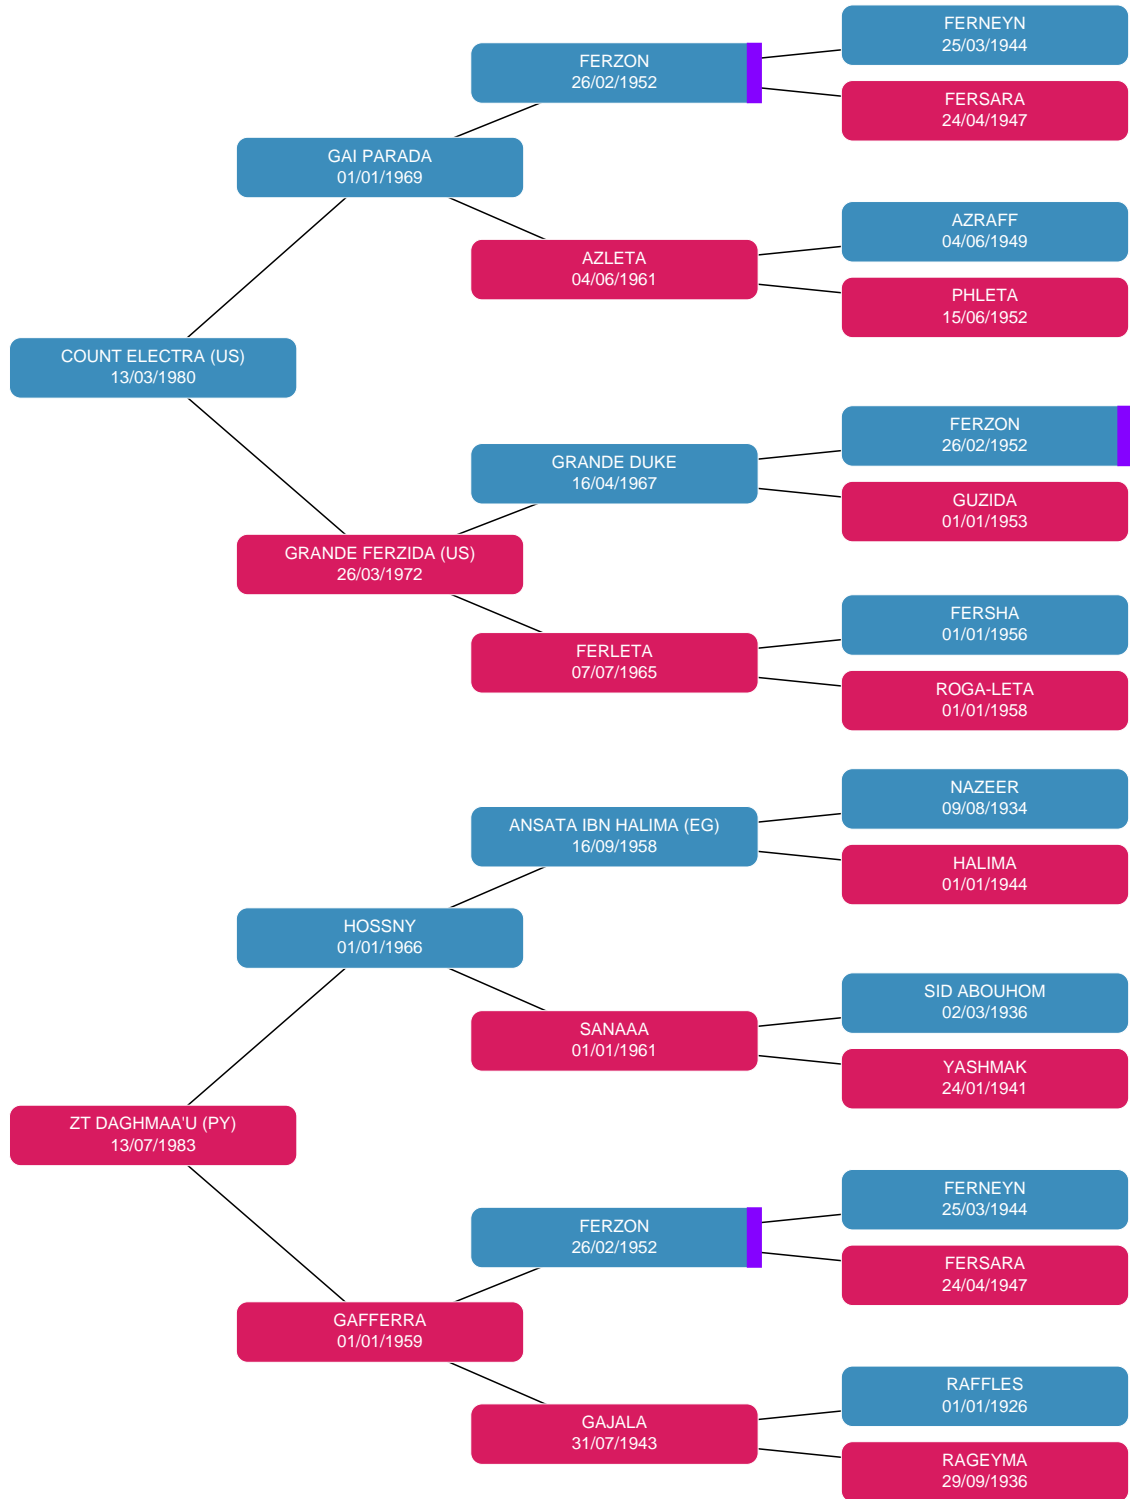 FERNEYN
25/03/1944
FERZON
26/02/1952
FERSARA
24/04/1947
GAI PARADA
01/01/1969
AZRAFF
04/06/1949
AZLETA
04/06/1961
PHLETA
15/06/1952
COUNT ELECTRA (US)
13/03/1980
FERZON
26/02/1952
GRANDE DUKE
16/04/1967
GUZIDA
01/01/1953
GRANDE FERZIDA (US)
26/03/1972
FERSHA
01/01/1956
FERLETA
07/07/1965
ROGA-LETA
01/01/1958
NAZEER
09/08/1934
ANSATA IBN HALIMA (EG)
16/09/1958
HALIMA
01/01/1944
HOSSNY
01/01/1966
SID ABOUHOM
02/03/1936
SANAAA
01/01/1961
YASHMAK
24/01/1941
ZT DAGHMAA'U (PY)
13/07/1983
FERNEYN
25/03/1944
FERZON
26/02/1952
FERSARA
24/04/1947
GAFFERRA
01/01/1959
RAFFLES
01/01/1926
GAJALA
31/07/1943
RAGEYMA
29/09/1936